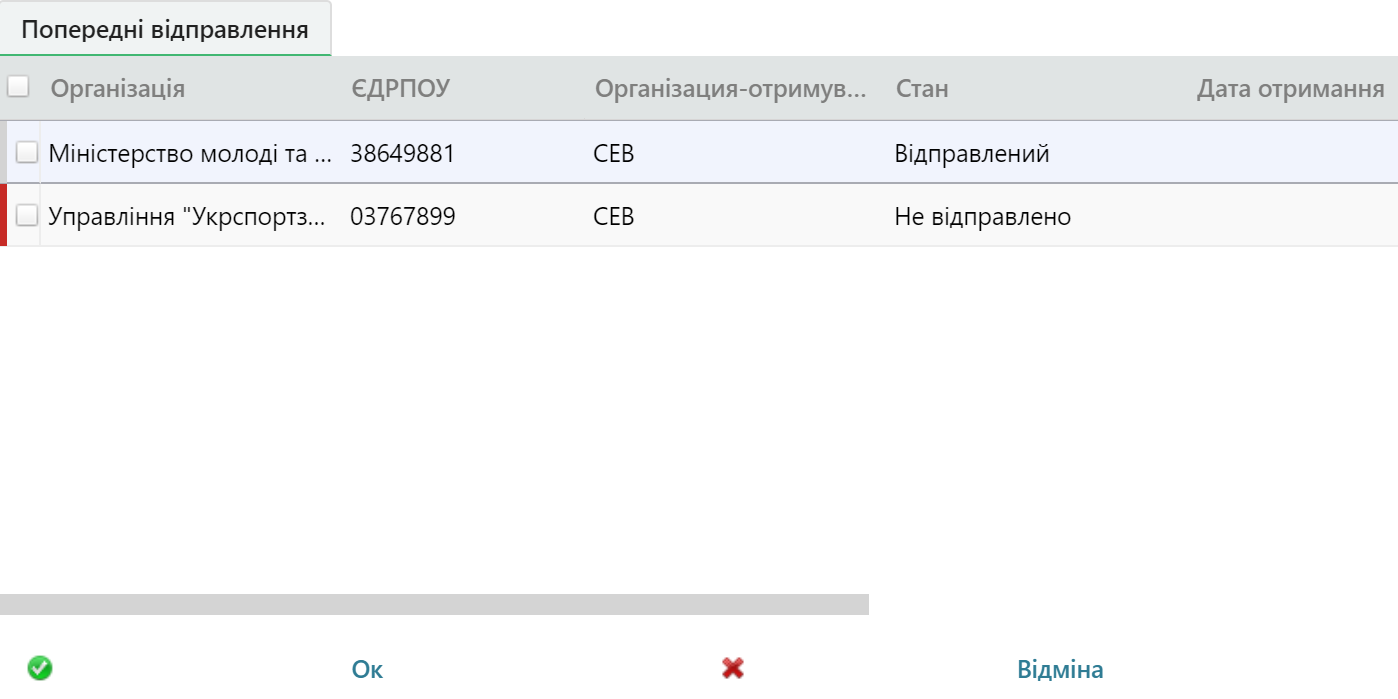 Попередні відправлення
Організація ЄДРПОУ Організация-отримув... Стан Дата отримання
Міністерство молоді та ... 38649881 СЕВ Відправлений
Управління "Укрспортз... 03767899 СЕВ Не відправлено
Ок Відміна